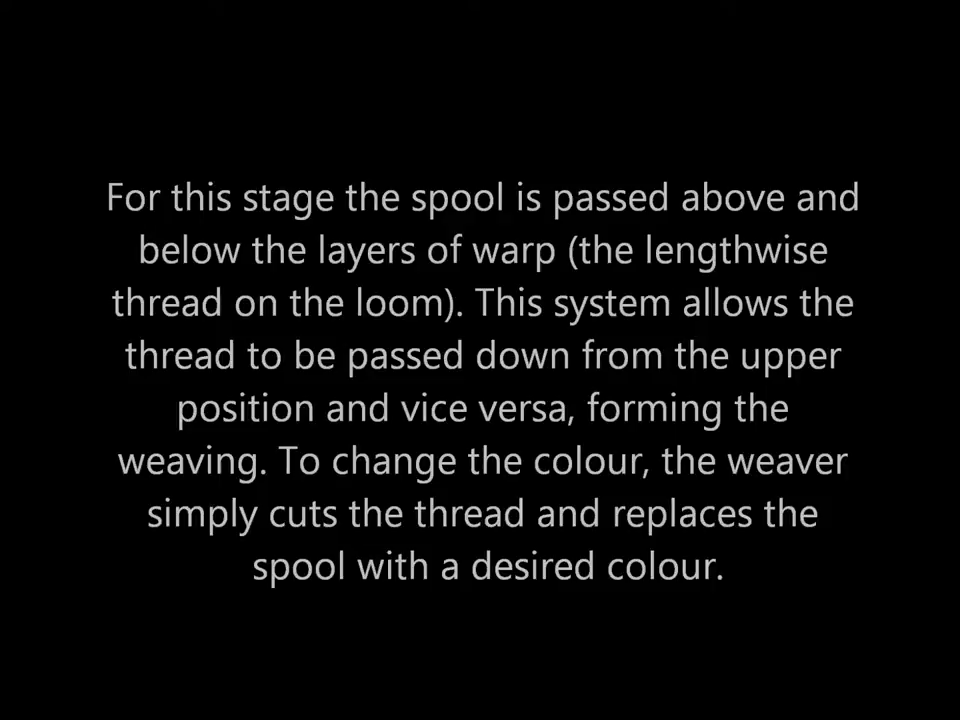 For this stage the spool is passed above and
below the layers of warp (the lengthwise
thread on the loom). This system allows the
thread to be passed down from the upper
position and vice versa, forming the
weaving. To change the colour, the weaver
simply cuts the thread and replaces the
spool with a desired colour.